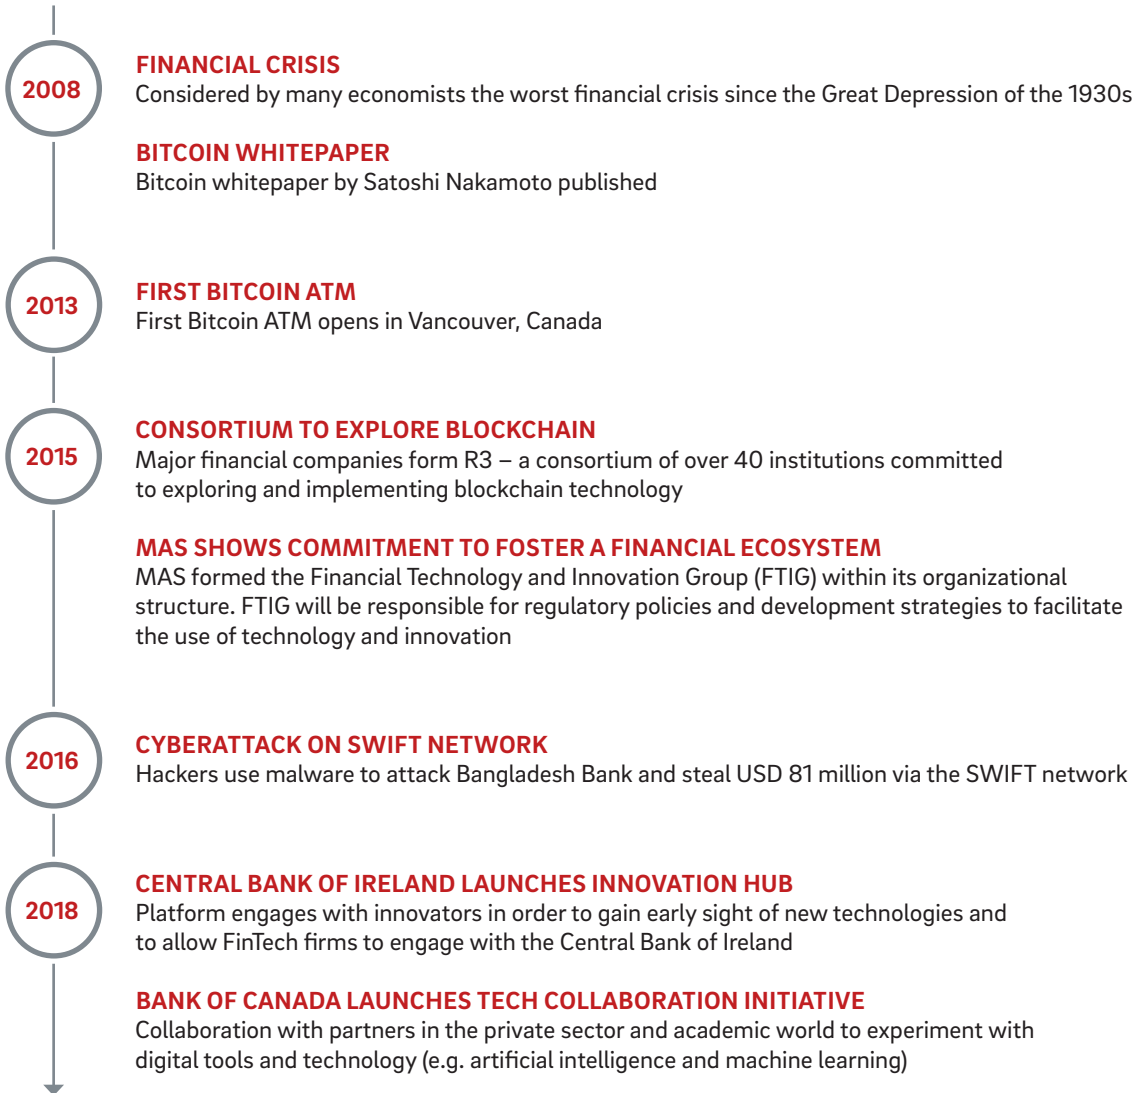 2008
FINANCIAL CRISIS
Considered by many economists the worst financial crisis since the Great Depression of the 1930s
BITCOIN WHITEPAPER
Bitcoin whitepaper by Satoshi Nakamoto published
2013
FIRST BITCOIN ATM
First Bitcoin ATM opens in Vancouver, Canada
2015
CONSORTIUM TO EXPLORE BLOCKCHAIN
Major financial companies form R3 – a consortium of over 40 institutions committed
to exploring and implementing blockchain technology
MAS SHOWS COMMITMENT TO FOSTER A FINANCIAL ECOSYSTEM
MAS formed the Financial Technology and Innovation Group (FTIG) within its organizational
structure. FTIG will be responsible for regulatory policies and development strategies to facilitate
the use of technology and innovation
2016
CYBERATTACK ON SWIFT NETWORK
Hackers use malware to attack Bangladesh Bank and steal USD 81 million via the SWIFT network
2018
CENTRAL BANK OF IRELAND LAUNCHES INNOVATION HUB
Platform engages with innovators in order to gain early sight of new technologies and
to allow FinTech firms to engage with the Central Bank of Ireland
BANK OF CANADA LAUNCHES TECH COLLABORATION INITIATIVE
Collaboration with partners in the private sector and academic world to experiment with
digital tools and technology (e.g. artificial intelligence and machine learning)